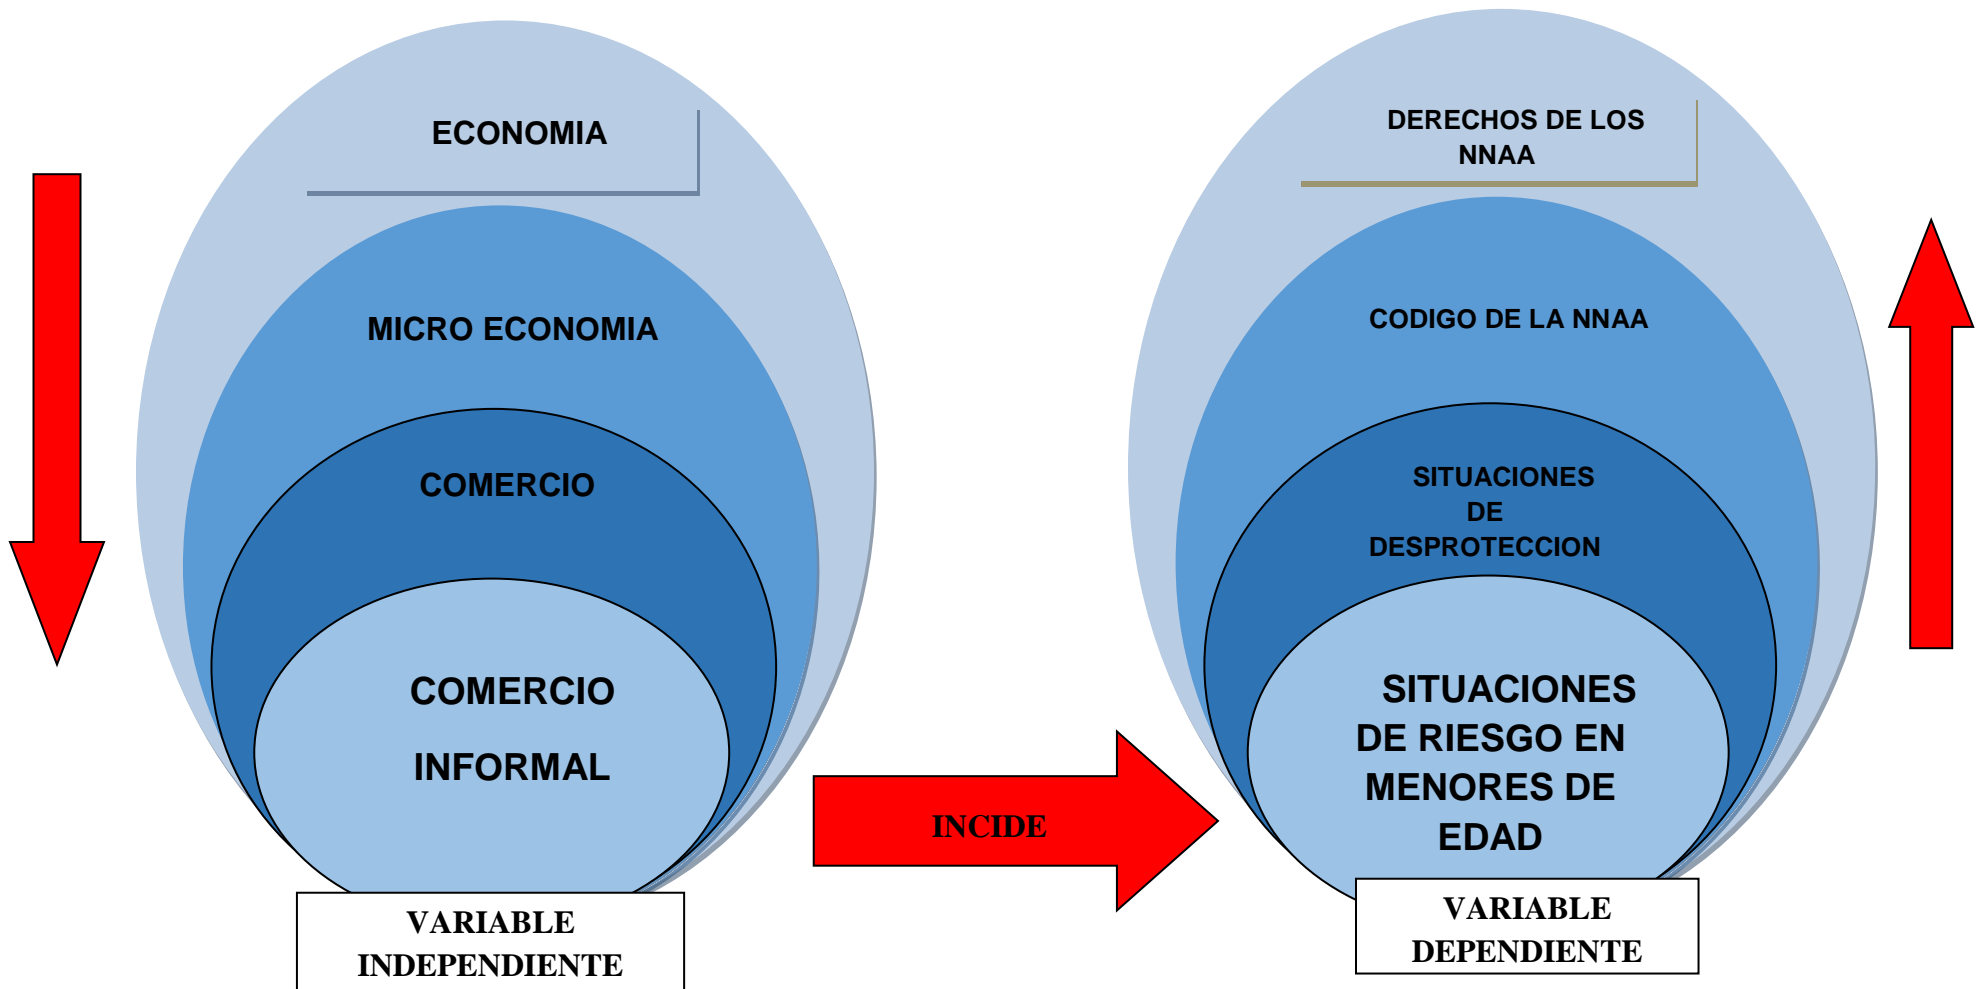 ECONOMIA
MICRO ECONOMIA
COMERCIO
COMERCIO
INFORMAL
VARIABLE
INDEPENDIENTE
INCIDE
DERECHOS DE LOS
NNAA
CODIGO DE LA NNAA
SITUACIONES
DE
DESPROTECCION
SITUACIONES
DE RIESGO EN
MENORES DE
EDAD
VARIABLE
DEPENDIENTE